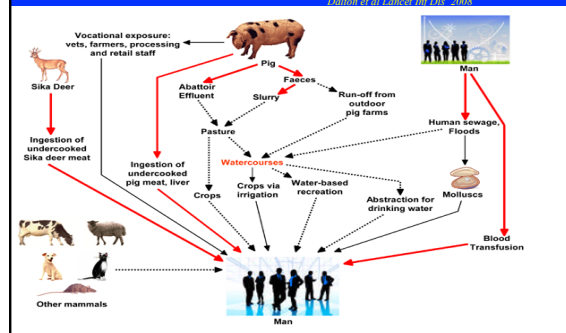 Dalton et al Lancet Inf Dis 2008
Vocational exposure:
vets, farmers, processing
and retail staff
Pig
Man
Sika Deer
Abattoir
Effluent
Slurry
Faeces
Run-off from
outdoor
pig farms
Human sewage,
Floods
Pasture
Ingestion of
undercooked
Sika deer meat
Ingestion of
undercooked
pig meat, liver
Watercourses
Crops
Crops via
irrigation
Water-based
recreation
Abstraction for
drinking water
Molluscs
Blood
Transfusion
Other mammals
Man